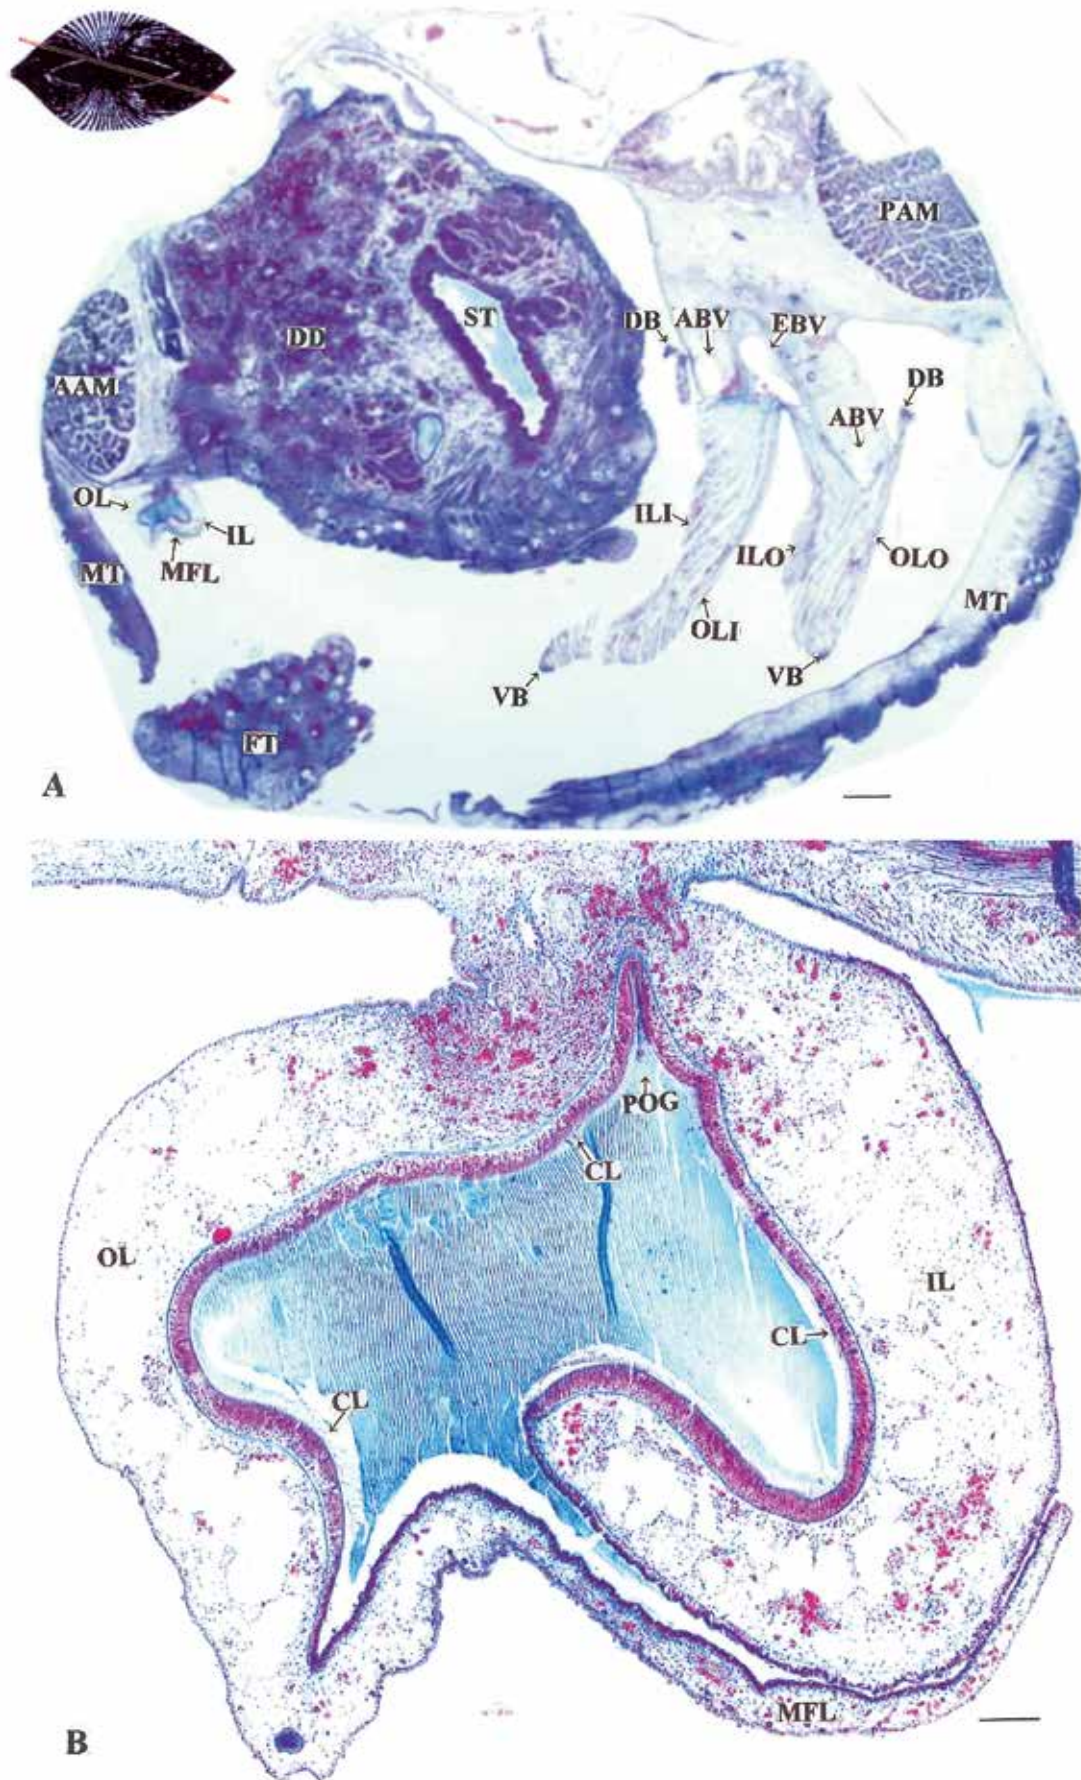 PAM
ST
DB ABV EBV
DD
DB
AAM
ABV
OL
IL
ILI
MT
MFL
ILO
OLO
MT
OLI
VB
VB
FT
A
POG
CL
OL
IL
CL
CL
MFL
B